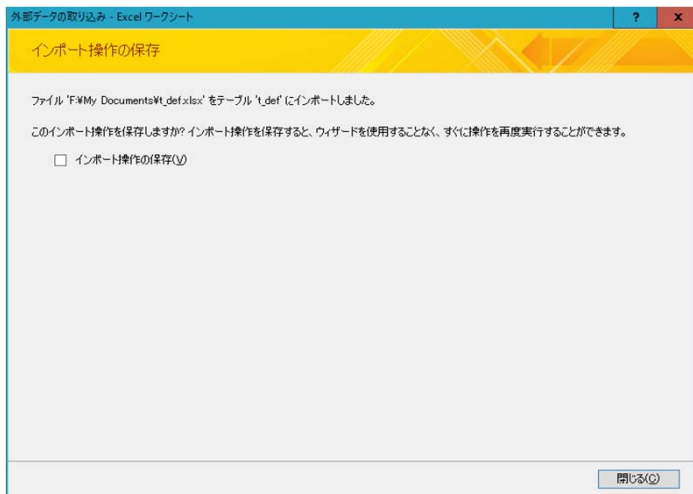 外部データの取り込み - Excel ワークシート
? x
インポート操作の保存
ファイル 'F:¥My Documents¥t_def.xlsx' をテーブル 't_def' にインポートしました。
このインポート操作を保存しますか? インポート操作を保存すると、ウィザードを使用することなく、すぐに操作を再度実行することができます。
インポート操作の保存(V)
閉じる(C)